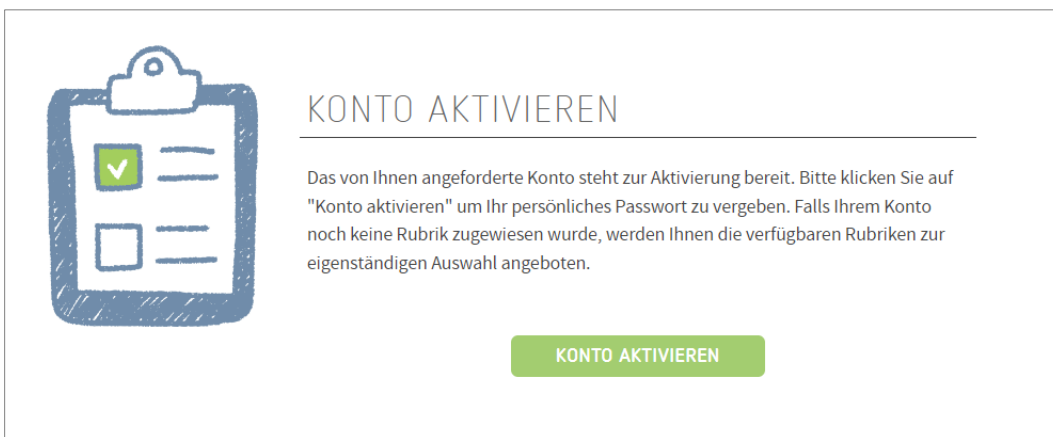 KONTO AKTIVIEREN
Das von Ihnen angeforderte Konto steht zur Aktivierung bereit. Bitte klicken Sie auf
"Konto aktivieren" um Ihr persönliches Passwort zu vergeben. Falls Ihrem Konto
noch keine Rubrik zugewiesen wurde, werden Ihnen die verfügbaren Rubriken zur
eigenständigen Auswahl angeboten.
KONTO AKTIVIEREN